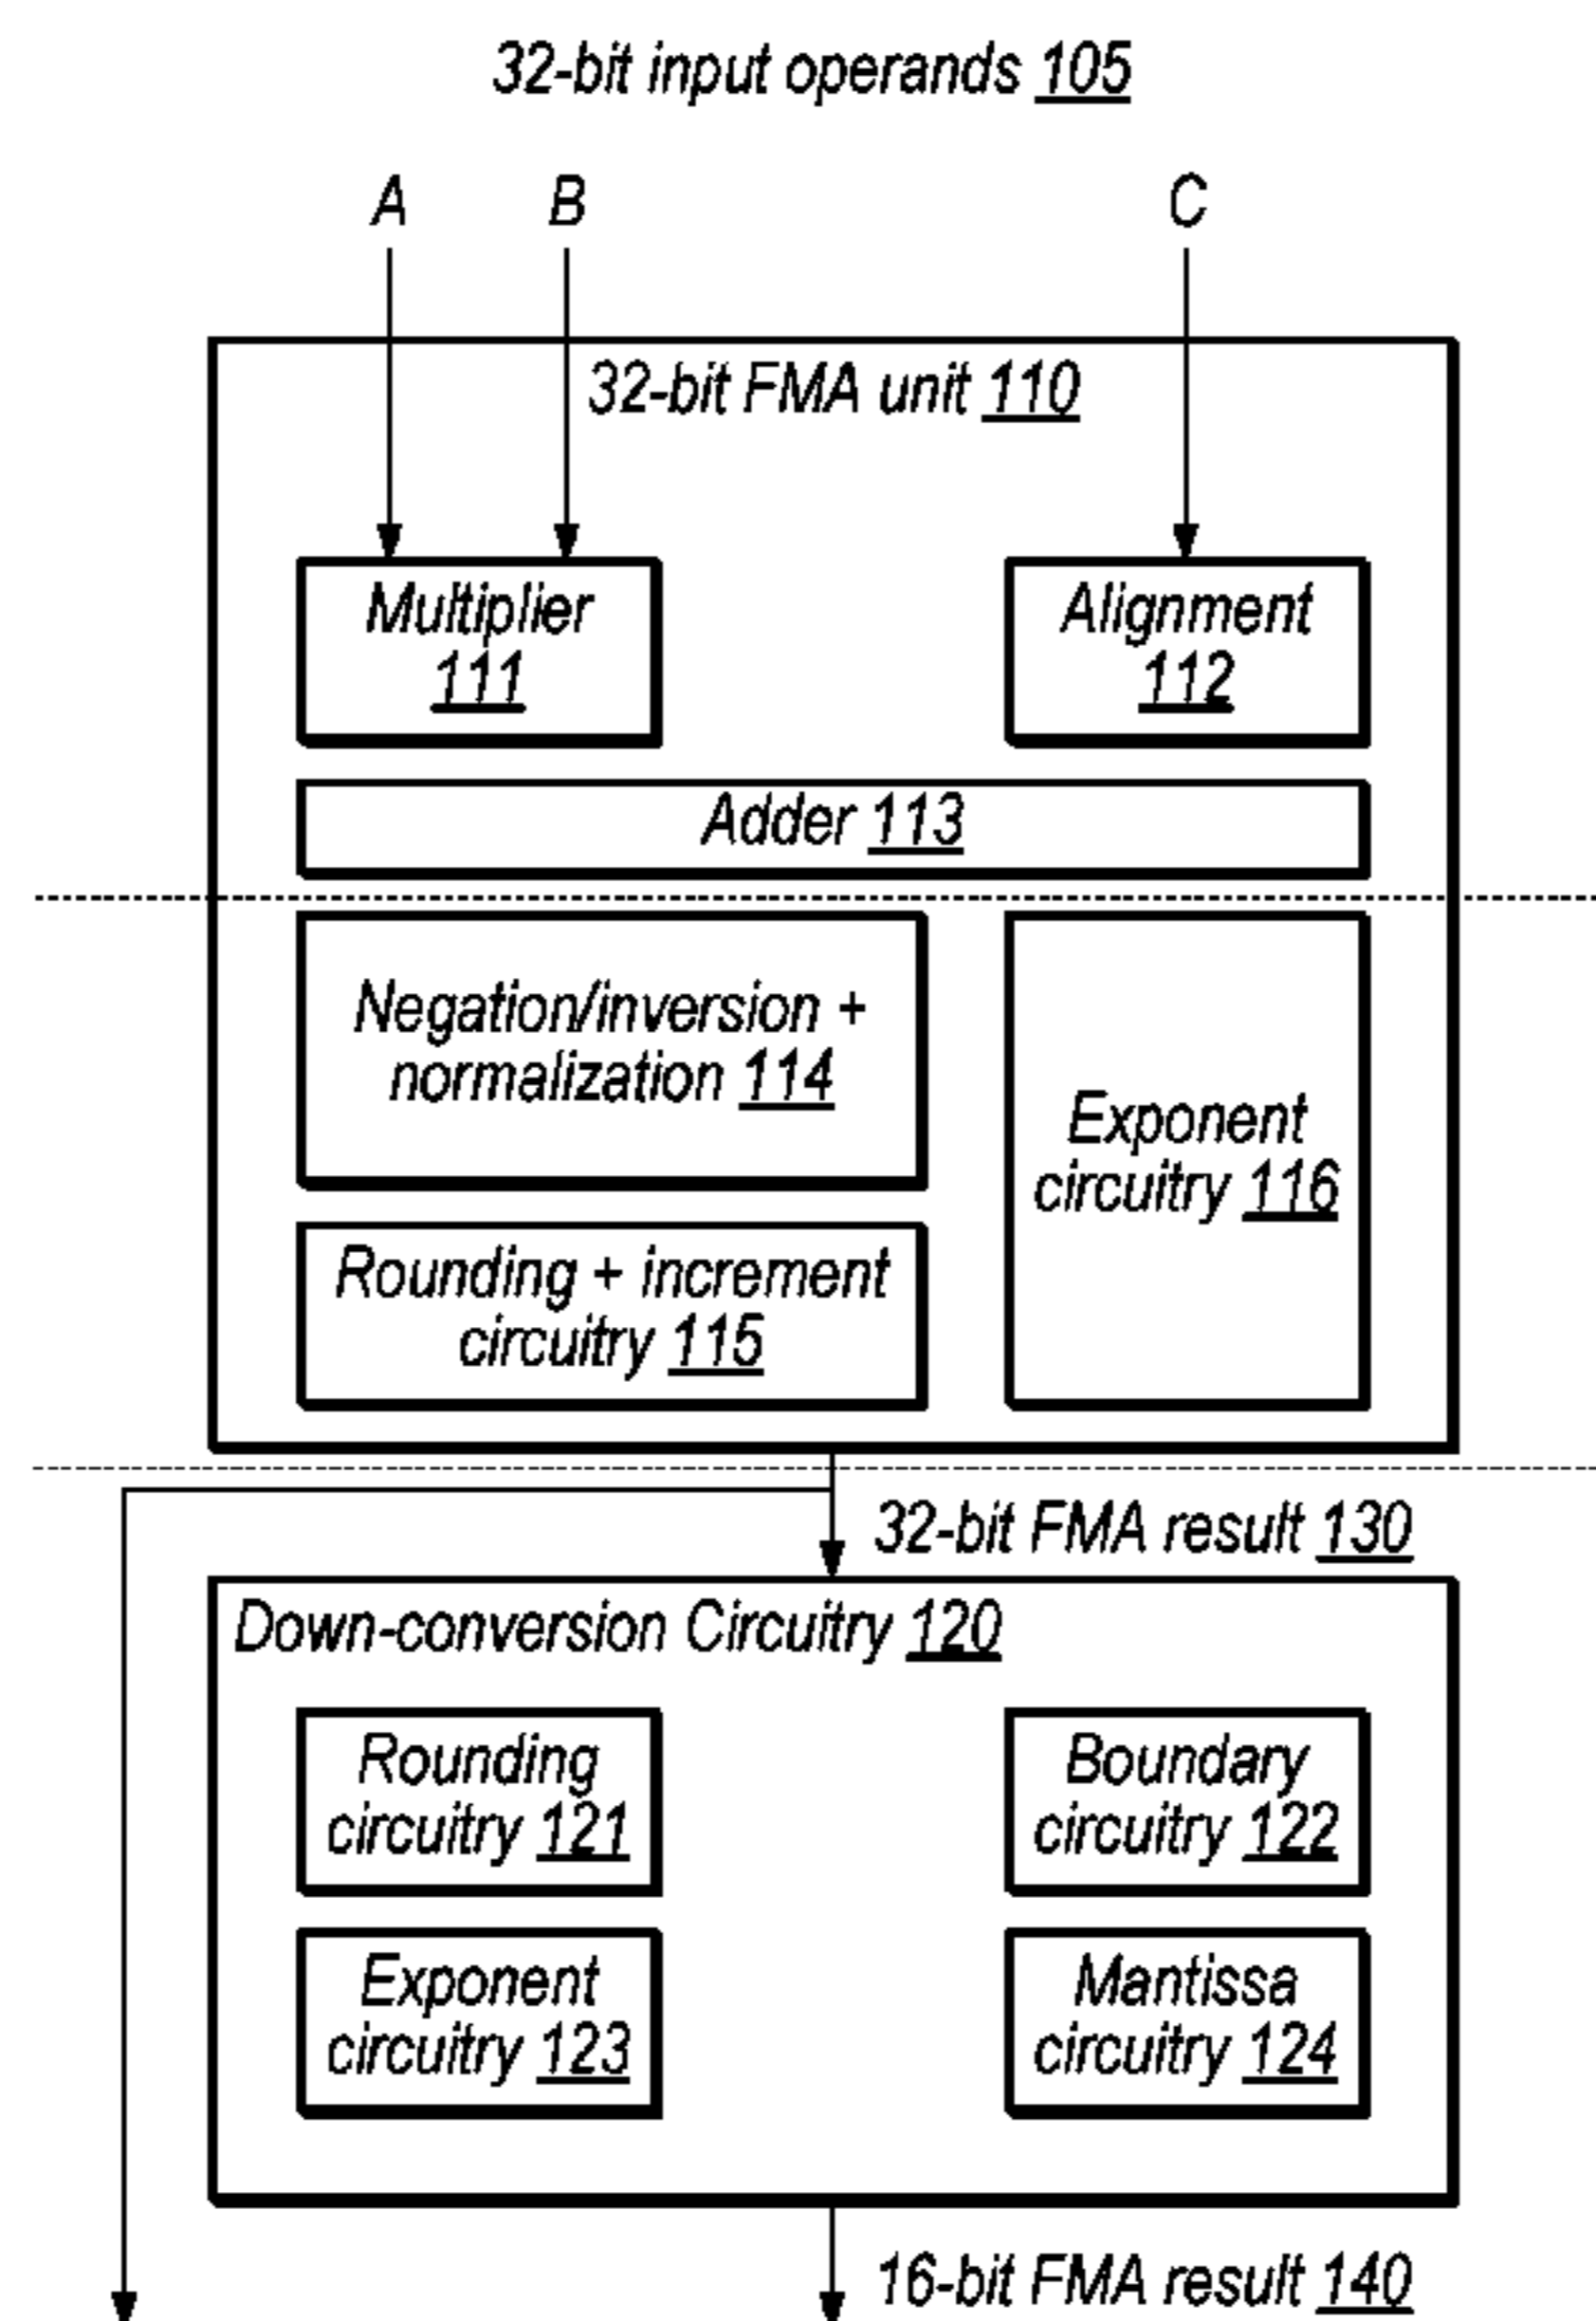 32-bit input operands 105
A B C
32-bit FMA unit 110
Multiplier
111
Alignment
112
Adder 113
Negation/inversion +
normalization 114
Exponent
circuitry 116
Rounding + increment
circuitry 115
32-bit FMA result 130
Down-conversion Circuitry 120
Rounding
circuitry 121
Boundary
circuitry 122
Exponent
circuitry 123
Mantissa
circuitry 124
16-bit FMA result 140